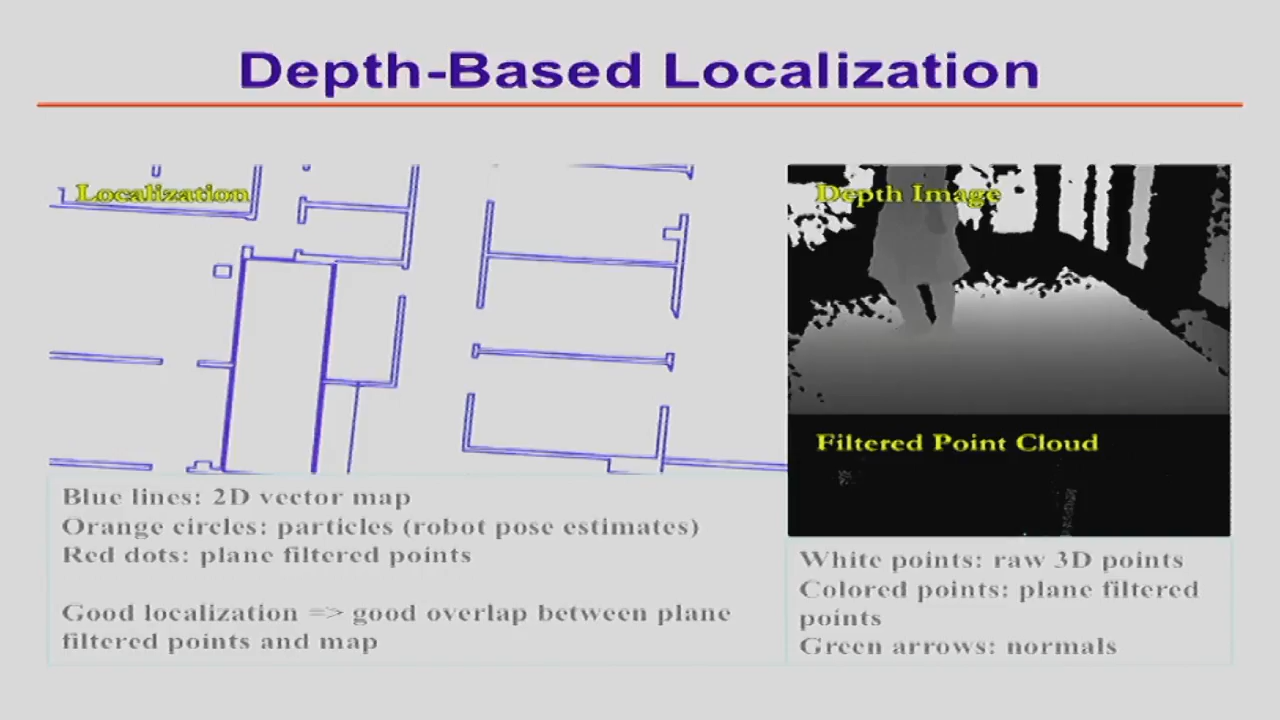 Depth-Based Localization
Localization
Depth Image
Filtered Point Cloud
Blue lines: 2D vector map
Orange circles: particles (robot pose estimates)
Red dots: plane filtered points
Good localization => good overlap between plane
filtered points and map
White points: raw 3D points
Colored points: plane filtered
points
Green arrows: normals